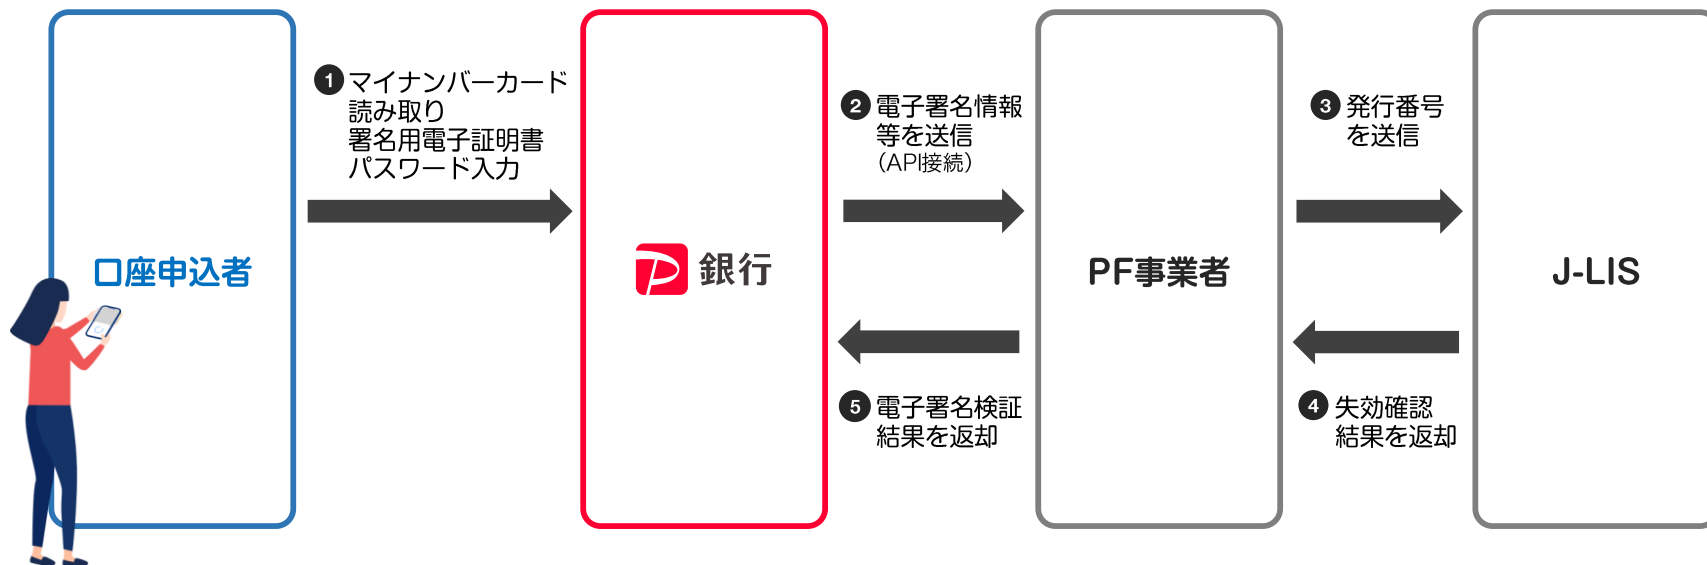 ❶マイナンバーカード
読み取り
署名用電子証明書
パスワード入力
❷電子署名情報
等を送信
（API接続）
❸発行番号
を送信
口座申込者
銀行
PF事業者
J-LIS
❺電子署名検証
結果を返却
❹失効確認
結果を返却